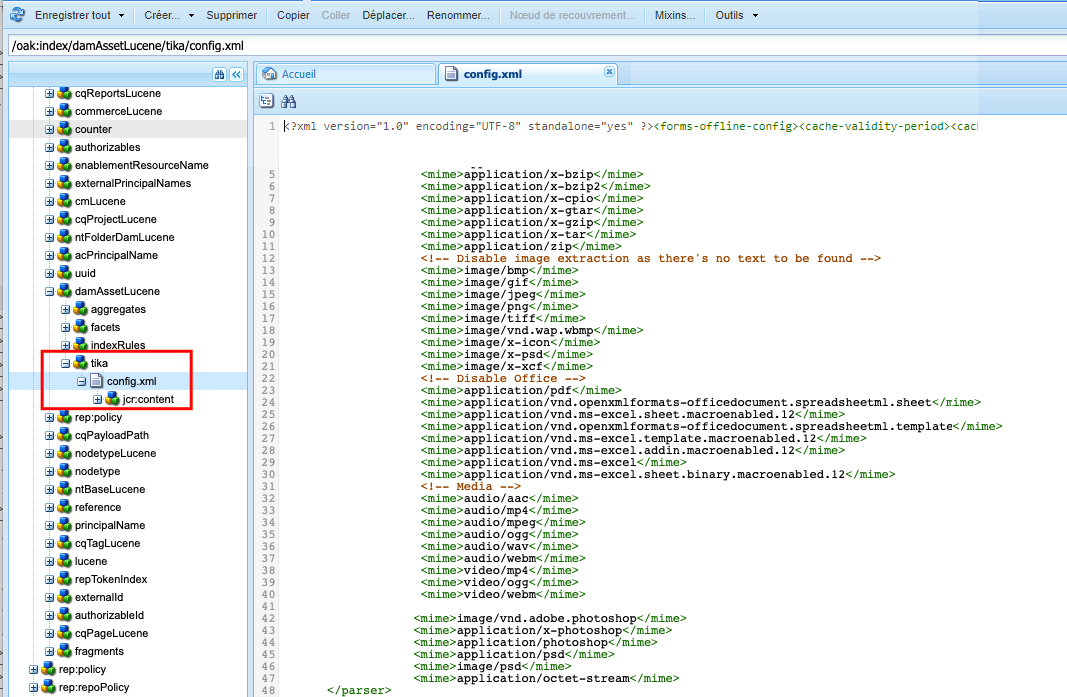 Enregistrer tout Créer... Supprimer Copier Coller Déplacer... Renommer... Nœud de recouvrement... Mixins... Outils
/oak:index/damAssetLucene/tika/config.xml
Accueil
config.xml
cqReportsLucene
commerceLucene
counter
authorizables
enablementResourceName
externalPrincipalNames
cmLucene
cqProjectLucene
ntFolderDamLucene
acPrincipalName
uuid
damAssetLucene
aggregates
facets
indexRules
tika
config.xml
jcr:content
rep:policy
cqPayloadPath
nodetypeLucene
nodetype
ntBaseLucene
reference
principalName
cqTagLucene
lucene
repTokenIndex
externalId
authorizableId
cqPageLucene
fragments
rep:policy
rep:repoPolicy
1 <?xml version="1.0" encoding="UTF-8" standalone="yes" ?><forms-offline-config><cache-validity-period><cac
5 <mime>application/x-bzip</mime>
6 <mime>application/x-bzip2</mime>
7 <mime>application/x-cpio</mime>
8 <mime>application/x-gtar</mime>
9 <mime>application/x-gzip</mime>
10 <mime>application/x-tar</mime>
11 <mime>application/zip</mime>
12 <!-- Disable image extraction as there's no text to be found -->
13 <mime>image/bmp</mime>
14 <mime>image/gif</mime>
15 <mime>image/jpeg</mime>
16 <mime>image/png</mime>
17 <mime>image/tiff</mime>
18 <mime>image/vnd.wap.wbmp</mime>
19 <mime>image/x-icon</mime>
20 <mime>image/x-psd</mime>
21 <mime>image/x-xcf</mime>
22 <!-- Disable Office -->
23 <mime>application/pdf</mime>
24 <mime>application/vnd.openxmlformats-officedocument.spreadsheetml.sheet</mime>
25 <mime>application/vnd.ms-excel.sheet.macroenabled.12</mime>
26 <mime>application/vnd.openxmlformats-officedocument.spreadsheetml.template</mime>
27 <mime>application/vnd.ms-excel.template.macroenabled.12</mime>
28 <mime>application/vnd.ms-excel.addin.macroenabled.12</mime>
29 <mime>application/vnd.ms-excel</mime>
30 <mime>application/vnd.ms-excel.sheet.binary.macroenabled.12</mime>
31 <!-- Media -->
32 <mime>audio/aac</mime>
33 <mime>audio/mp4</mime>
34 <mime>audio/mpeg</mime>
35 <mime>audio/ogg</mime>
36 <mime>audio/wav</mime>
37 <mime>audio/webm</mime>
38 <mime>video/mp4</mime>
39 <mime>video/ogg</mime>
40 <mime>video/webm</mime>
41
42 <mime>image/vnd.adobe.photoshop</mime>
43 <mime>application/x-photoshop</mime>
44 <mime>application/photoshop</mime>
45 <mime>application/psd</mime>
46 <mime>image/psd</mime>
47 <mime>application/octet-stream</mime>
48 </parser>